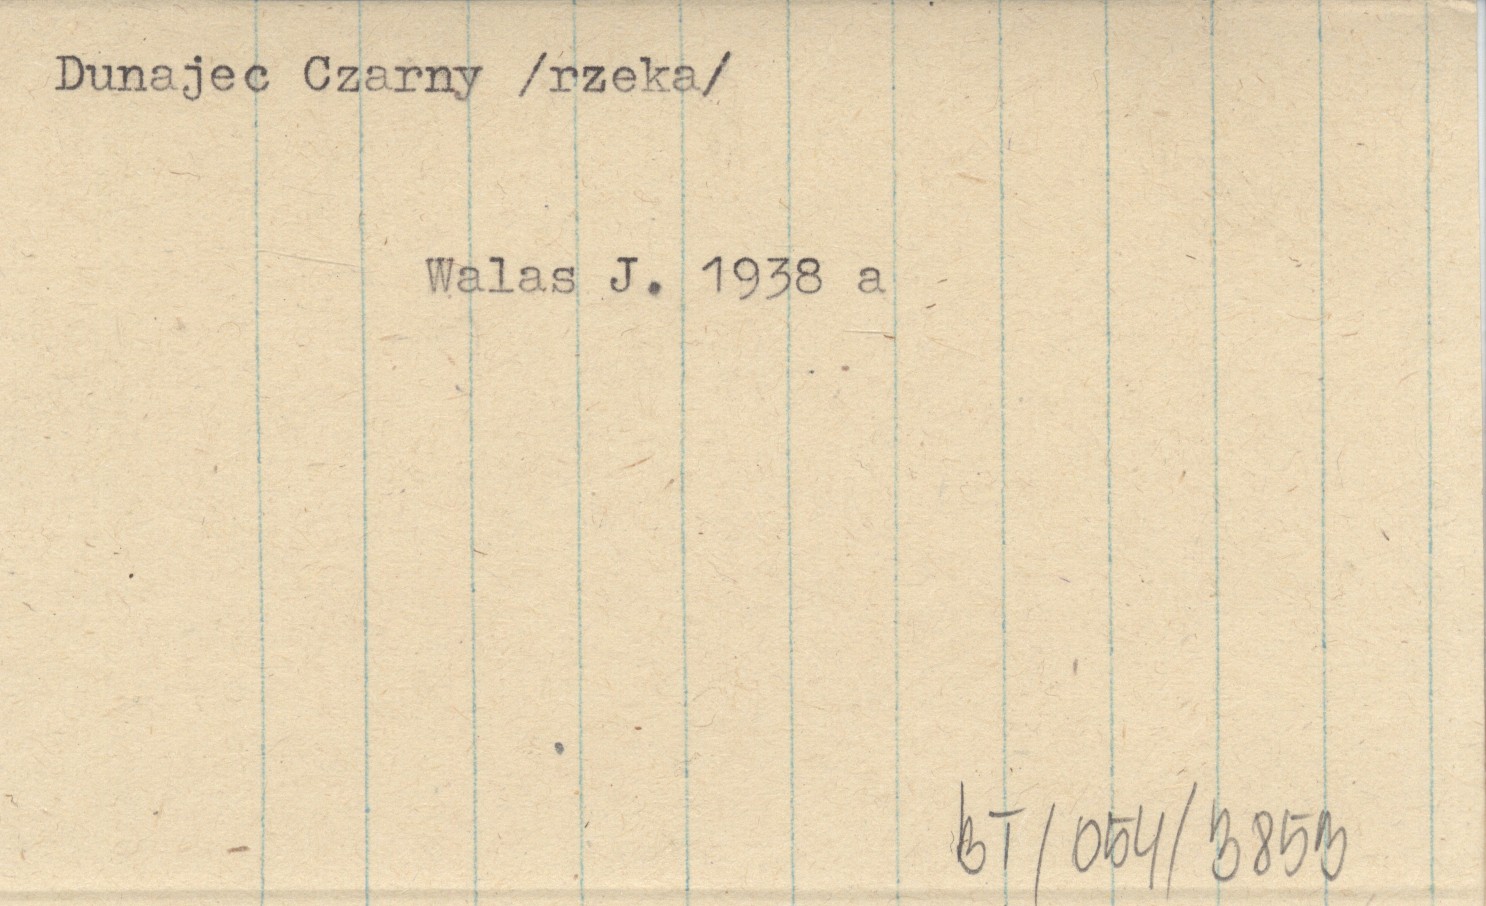 Dunajec Czarny /rzeka/
Walas J. 1938 a
BT/054/3853